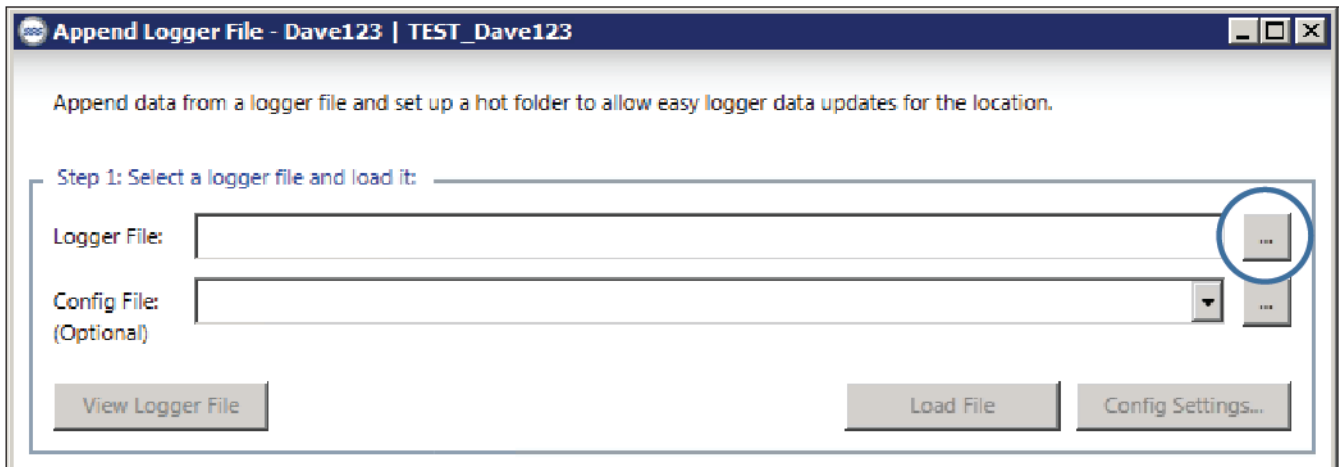 Append Logger File - Dave123 | TEST_Dave123
Append data from a logger file and set up a hot folder to allow easy logger data updates for the location.
Step 1: Select a logger file and load it:
Logger File:
...
Config File:
...
(Optional)
View Logger File
Load File
Config Settings...